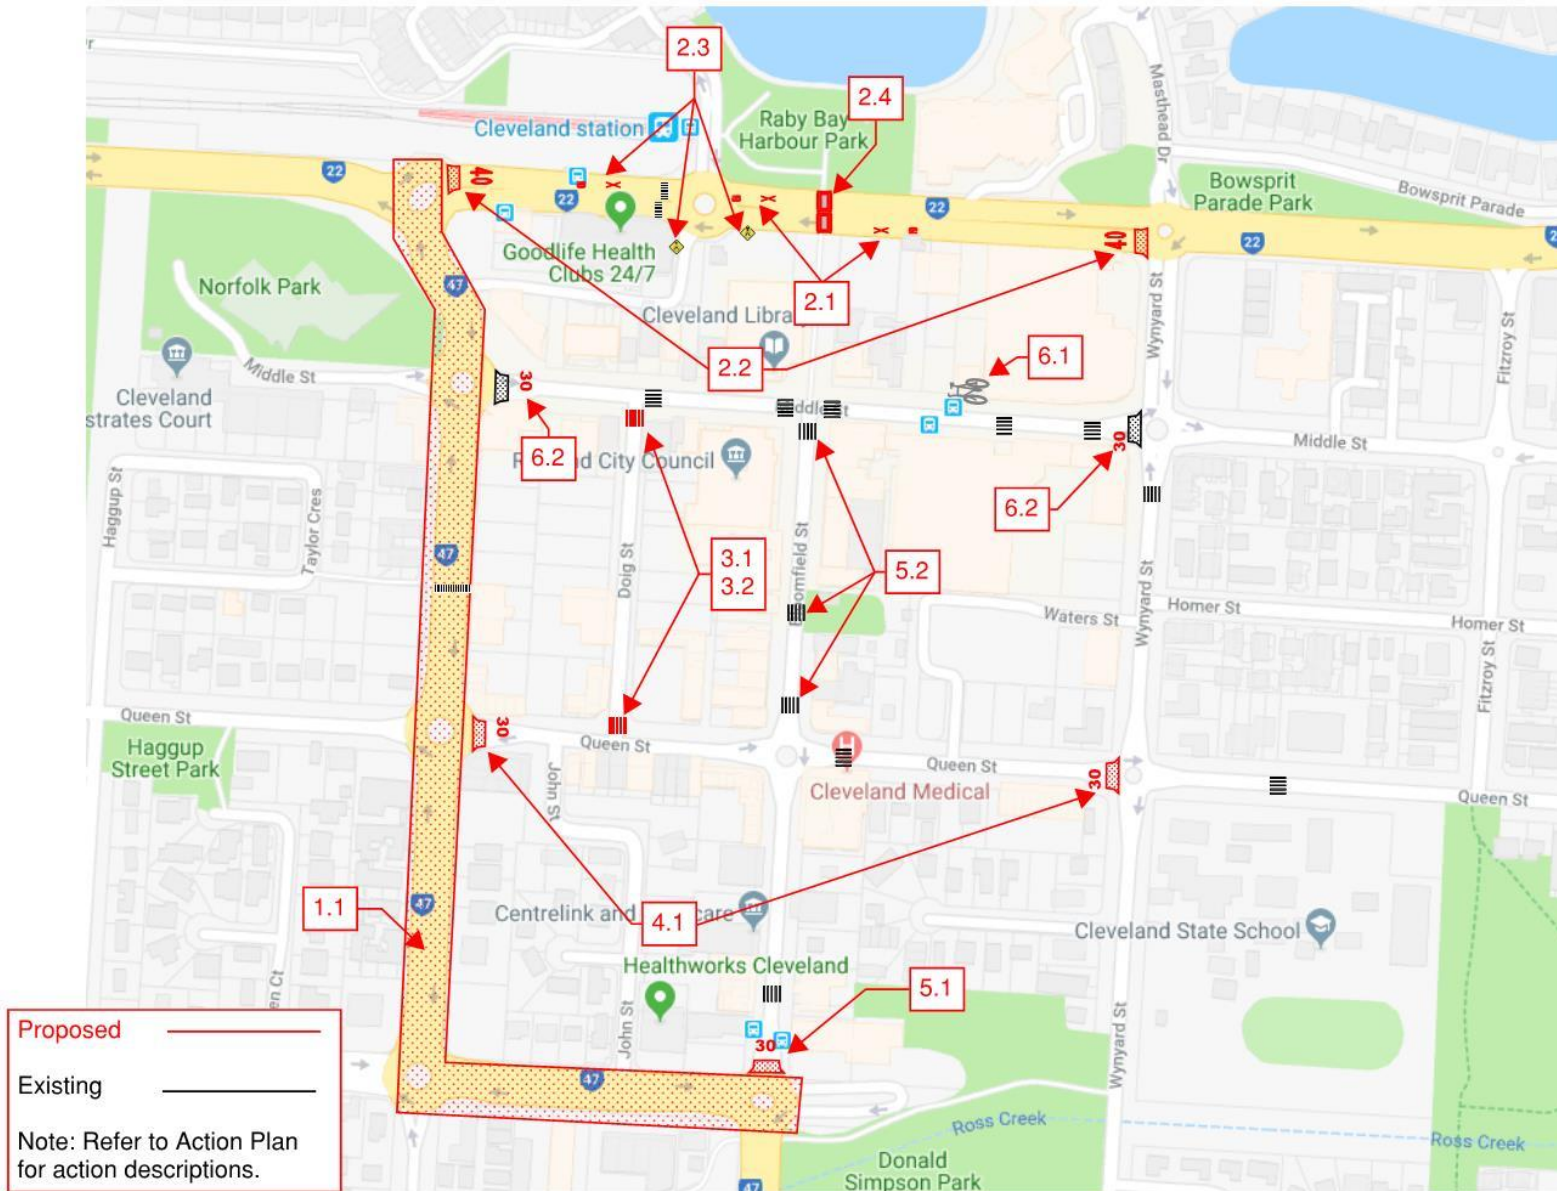 2.3
2.4
Cleveland station
Raby Bay
Harbour Park
Masthead Dr
22
40
22
22
Bowsprit
Parade Park
Bowsprit Parade
22
Goodlife Health
Clubs 24/7
47
2.1
40
Norfolk Park
Cleveland
2.2
Wynyard St
Fitzroy St
6.1
Middle St
30
Cleveland
strates Court
Middle St
6.2
City Council
30
Middle St
6.2
Haggup St
Taylor Cres
47
Doig St
3.1
3.2
5.2
Wynyard St
Waters St
Homer St
Homer St
Fitzroy St
Queen St
30
Queen St
Haggup
Street Park
John St
Queen St
Cleveland Medical
30
Queen St
1.1
47
Centrelink and
4.1
Cleveland State School
Healthworks Cleveland
5.1
John St
30
Wynyard St
Proposed
Existing
Note: Refer to Action Plan
for action descriptions.
47
Ross Creek
Ross Creek
Donald
Simpson Park
47